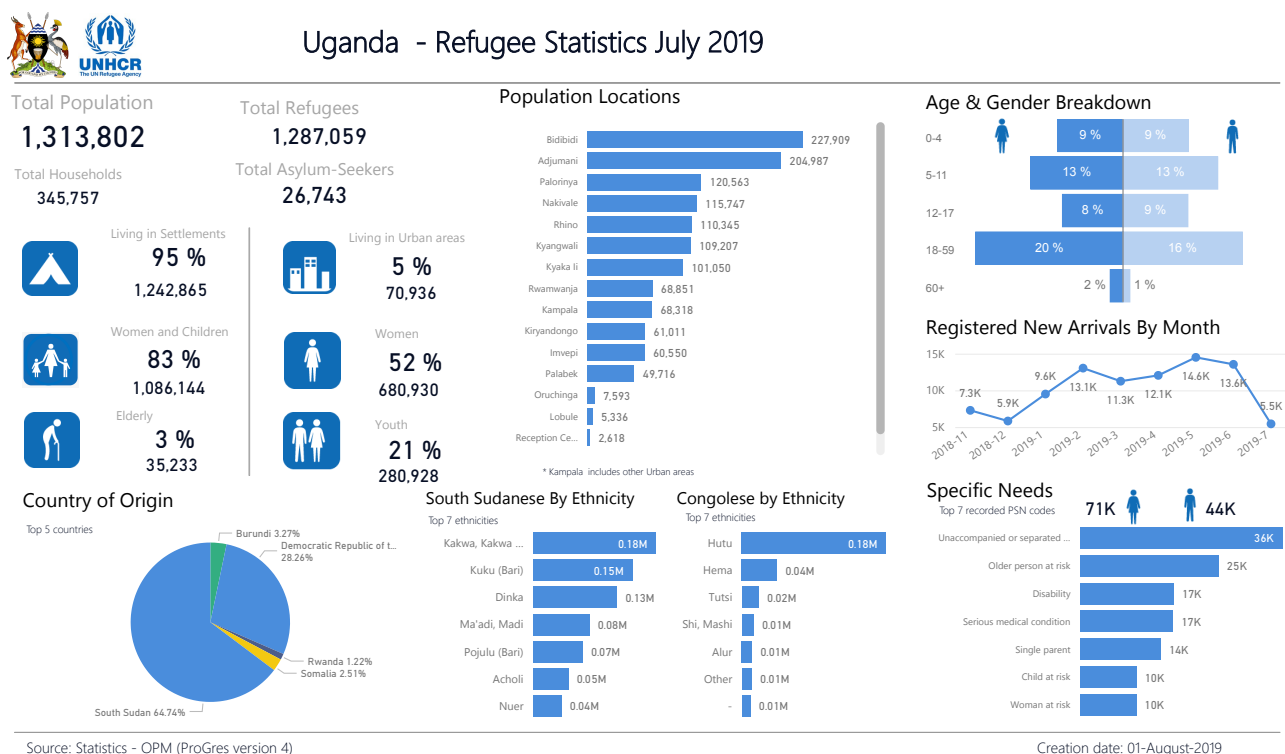 UNHCR
The UN Refugee Agency
Uganda - Refugee Statistics July 2019
Total Population
1,313,802
Total Refugees
1,287,059
Total Households
345,757
Total Asylum-Seekers
26,743
Living in Settlements
95 %
1,242,865
Living in Urban areas
5 %
70,936
Women and Children
83 %
1,086,144
Women
52 %
680,930
Elderly
3 %
35,233
Youth
21 %
280,928
Population Locations
Bidibidi 227,909
Adjumani 204,987
Palorinya 120,563
Nakivale 115,747
Rhino 110,345
Kyangwali 109,207
Kyaka Ii 101,050
Rwamwanja 68,851
Kampala 68,318
Kiryandongo 61,011
Imvepi 60,550
Palabek 49,716
Oruchinga 7,593
Lobule 5,336
Reception Ce... 2,618
* Kampala includes other Urban areas
Age & Gender Breakdown
0-4 9 % 9 %
5-11 13 % 13 %
12-17 8 % 9 %
18-59 20 % 16 %
60+ 2 % 1 %
Registered New Arrivals By Month
15K
10K
5K
7.3K
5.9K
9.6K
13.1K
11.3K
12.1K
14.6K
13.6K
5.5K
2018-11
2018-12
2019-1
2019-2
2019-3
2019-4
2019-5
2019-6
2019-7
Country of Origin
Top 5 countries
Burundi 3.27%
Democratic Republic of t...
28.26%
Rwanda 1.22%
Somalia 2.51%
South Sudan 64.74%
South Sudanese By Ethnicity
Top 7 ethnicities
Kakwa, Kakwa ... 0.18M
Kuku (Bari) 0.15M
Dinka 0.13M
Ma'adi, Madi 0.08M
Pojulu (Bari) 0.07M
Acholi 0.05M
Nuer 0.04M
Congolese by Ethnicity
Top 7 ethnicities
Hutu 0.18M
Hema 0.04M
Tutsi 0.02M
Shi, Mashi 0.01M
Alur 0.01M
Other 0.01M
- 0.01M
Specific Needs
Top 7 recorded PSN codes
71K 44K
Unaccompanied or separated ... 36K
Older person at risk 25K
Disability 17K
Serious medical condition 17K
Single parent 14K
Child at risk 10K
Woman at risk 10K
Source: Statistics - OPM (ProGres version 4)
Creation date: 01-August-2019